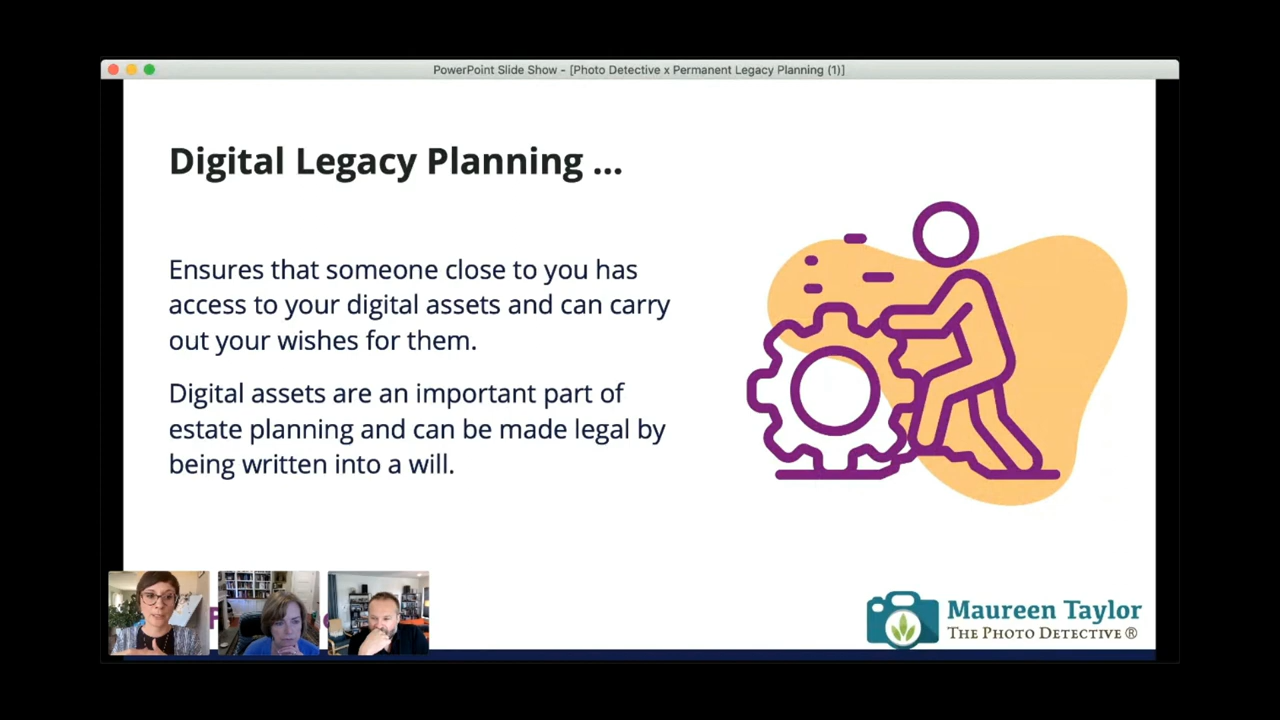 PowerPoint Slide Show - [Photo Detective x Permanent Legacy Planning (1)]
Digital Legacy Planning ...
Ensures that someone close to you has
access to your digital assets and can carry
out your wishes for them.
Digital assets are an important part of
estate planning and can be made legal by
being written into a will.
Maureen Taylor
THE PHOTO DETECTIVE ®